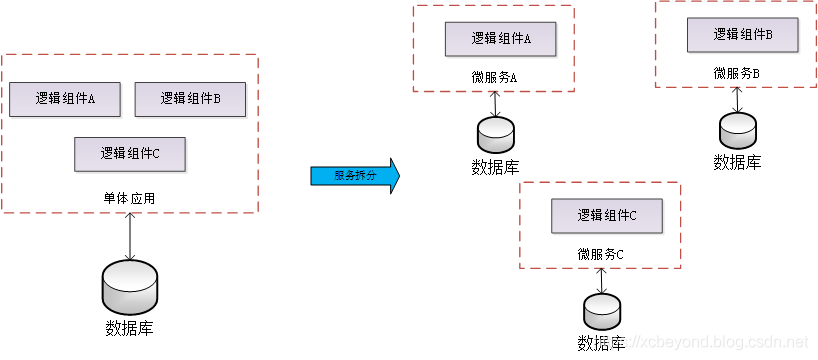 逻辑组件A
逻辑组件B
逻辑组件C
单体应用
数据库
服务拆分
逻辑组件A
微服务A
数据库
逻辑组件B
微服务B
数据库
逻辑组件C
微服务C
数据库
//xcbeyond.blog.csdn.net